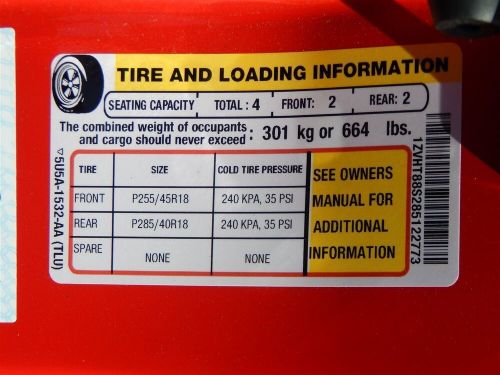 TIRE AND LOADING INFORMATION
SEATING CAPACITY TOTAL : 4 FRONT: 2 REAR: 2
The combined weight of occupants
and cargo should never exceed : 301 kg or 664 lbs.
TIRE SIZE COLD TIRE PRESSURE
FRONT P255/45R18 240 KPA, 35 PSI
REAR P285/40R18 240 KPA, 35 PSI
SPARE NONE NONE
SEE OWNERS
MANUAL FOR
ADDITIONAL
INFORMATION
▽5U5A-1532-AA (TLU)
1ZVHT88S285122773